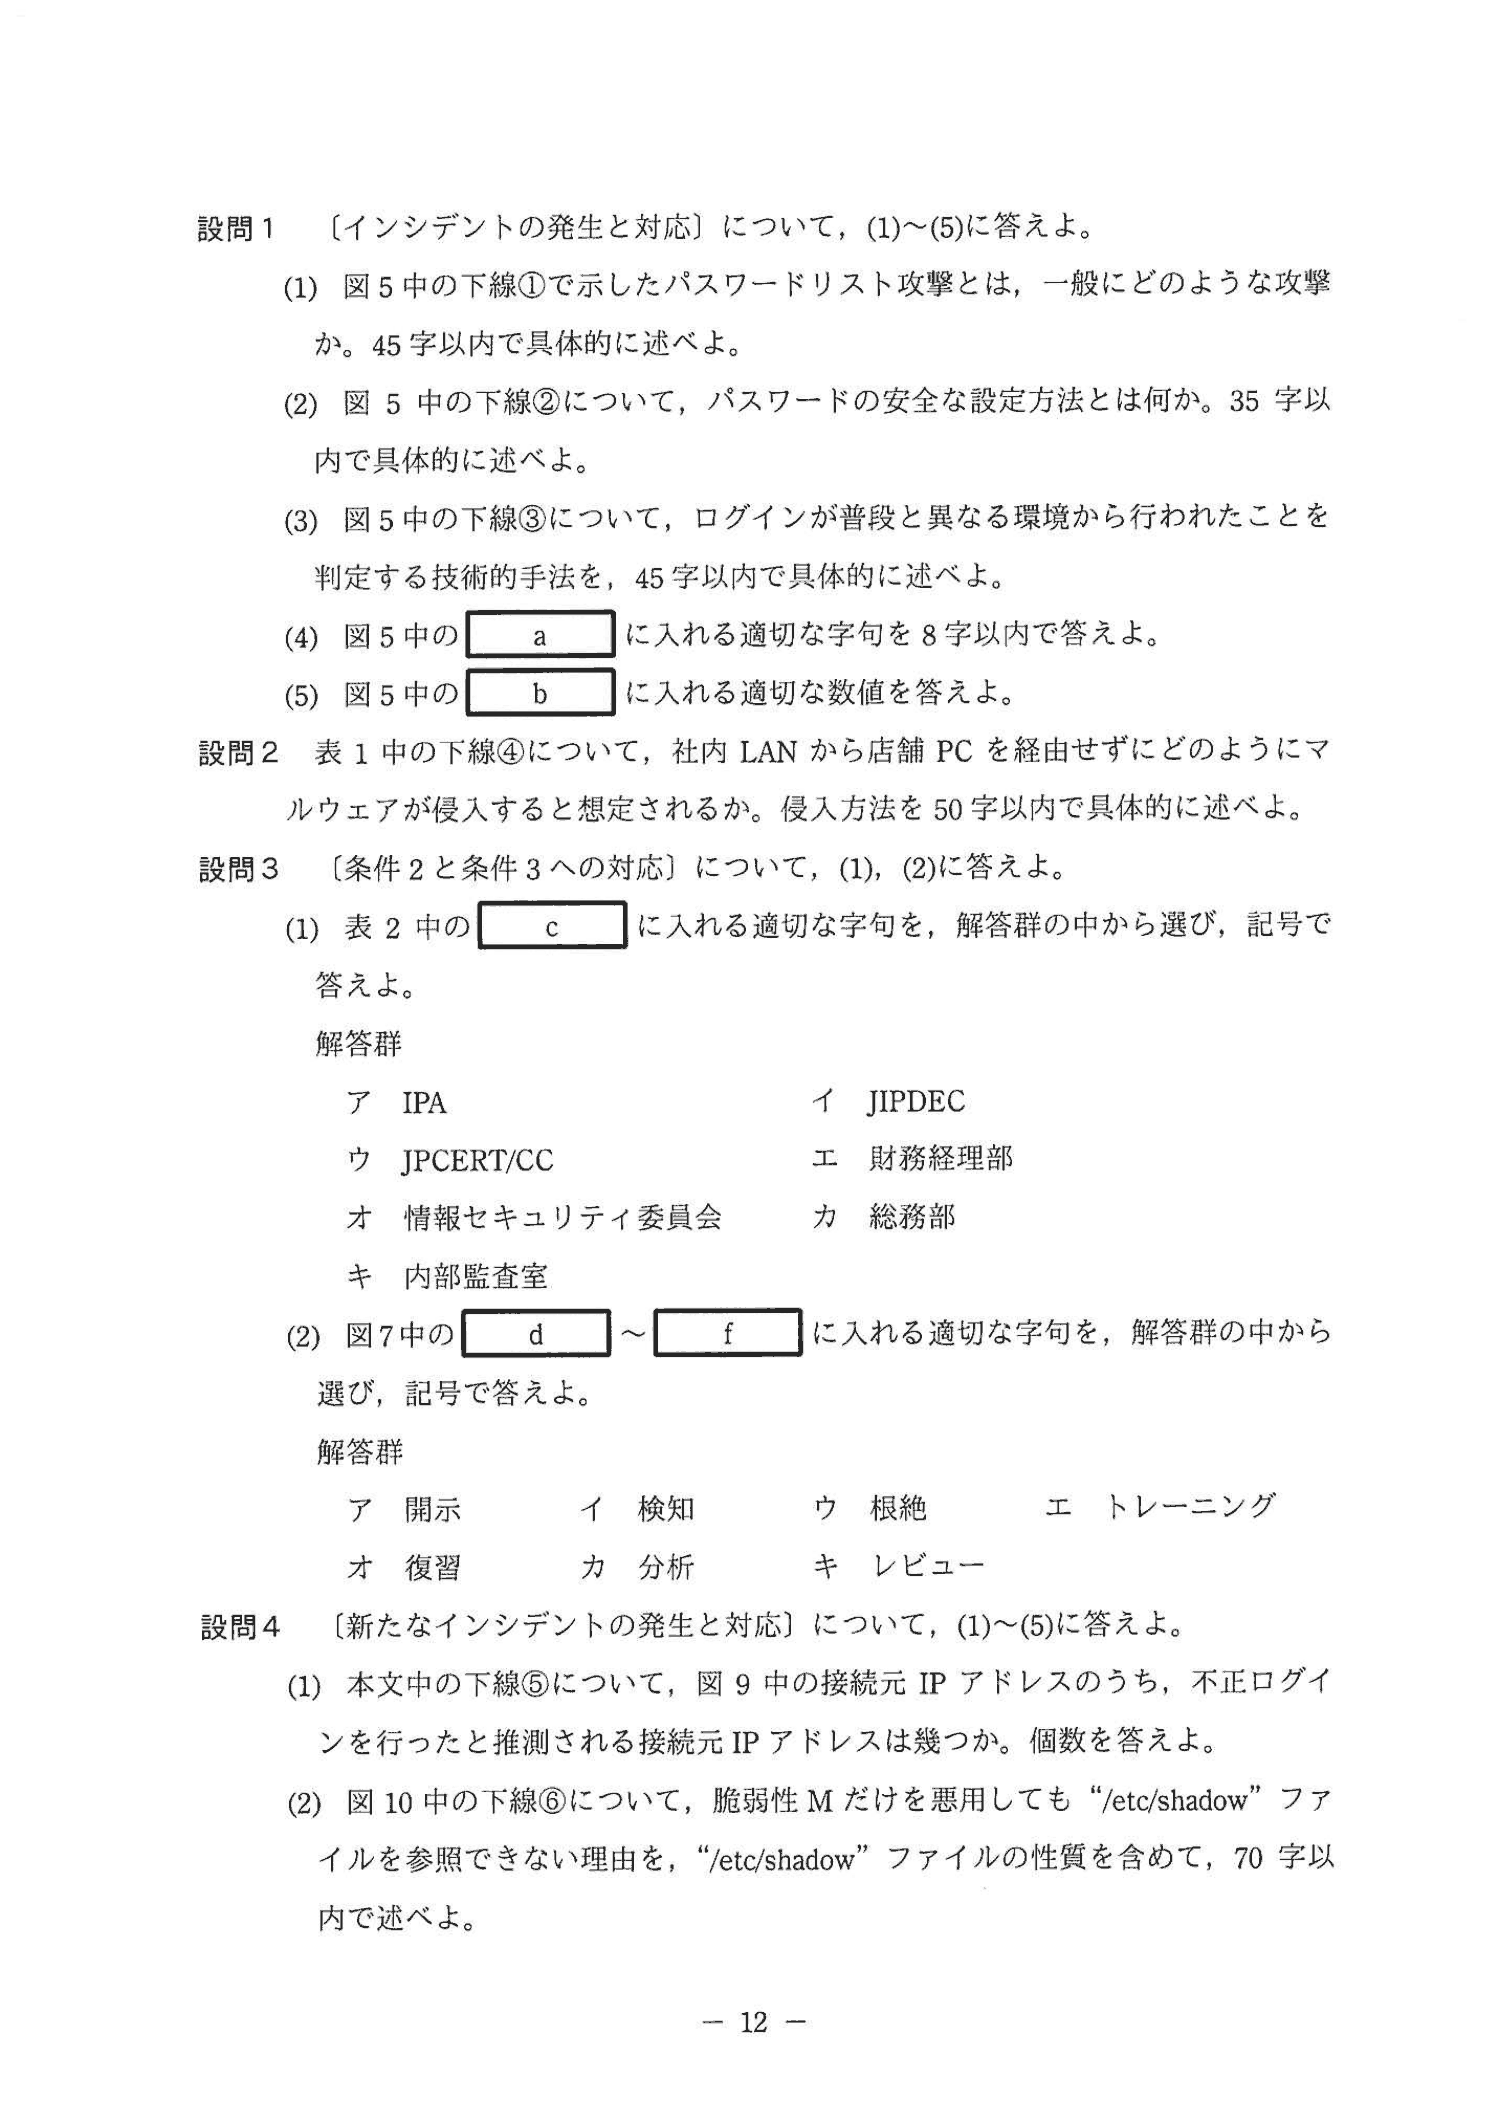 設問1 〔インシデントの発生と対応〕について，(1)～(5)に答えよ。
(1) 図5中の下線①で示したパスワードリスト攻撃とは，一般にどのような攻撃
か。45字以内で具体的に述べよ。
(2) 図5中の下線②について，パスワードの安全な設定方法とは何か。35字以
内で具体的に述べよ。
(3) 図5中の下線③について，ログインが普段と異なる環境から行われたことを
判定する技術的手法を，45字以内で具体的に述べよ。
(4) 図5中の a に入れる適切な字句を8字以内で答えよ。
(5) 図5中の b に入れる適切な数値を答えよ。
設問2 表1中の下線④について，社内LANから店舗PCを経由せずにどのようにマ
ルウェアが侵入すると想定されるか。侵入方法を50字以内で具体的に述べよ。
設問3 〔条件2と条件3への対応〕について，(1)，(2)に答えよ。
(1) 表2中の c に入れる適切な字句を，解答群の中から選び，記号で
答えよ。
解答群
ア IPA イ JIPDEC
ウ JPCERT/CC エ 財務経理部
オ 情報セキュリティ委員会 カ 総務部
キ 内部監査室
(2) 図7中の d ～ f に入れる適切な字句を，解答群の中から
選び，記号で答えよ。
解答群
ア 開示 イ 検知 ウ 根絶 エ トレーニング
オ 復習 カ 分析 キ レビュー
設問4 〔新たなインシデントの発生と対応〕について，(1)～(5)に答えよ。
(1) 本文中の下線⑤について，図9中の接続元IPアドレスのうち，不正ログイ
ンを行ったと推測される接続元IPアドレスは幾つか。個数を答えよ。
(2) 図10中の下線⑥について，脆弱性Mだけを悪用しても“/etc/shadow”ファ
イルを参照できない理由を，“/etc/shadow”ファイルの性質を含めて，70字以
内で述べよ。
－ 12 －